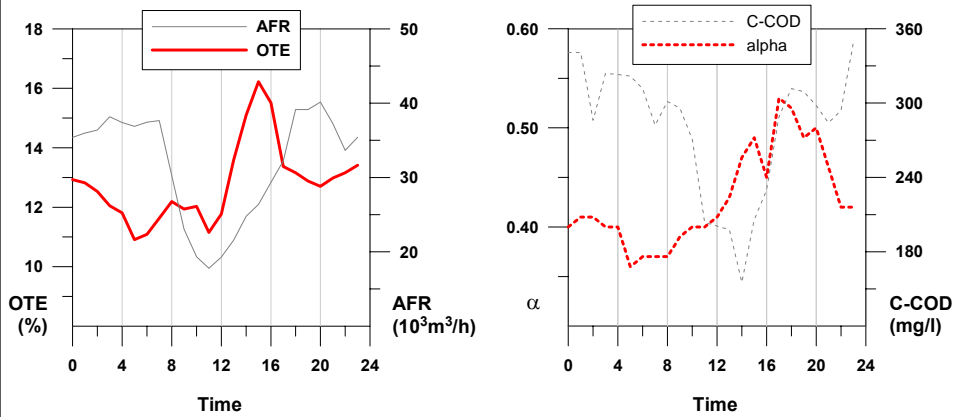 AFR
OTE
18
16
14
12
10
OTE
(%)
50
40
30
20
AFR
(10³m³/h)
0 4 8 12 16 20 24
Time
C-COD
alpha
0.60
0.50
0.40
α
360
300
240
180
C-COD
(mg/l)
0 4 8 12 16 20 24
Time